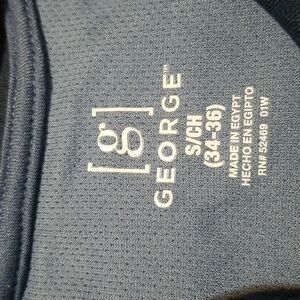 [g]
GEORGE™
S/CH
(34-36)
MADE IN EGYPT
HECHO EN EGIPTO
RN# 52469 01W